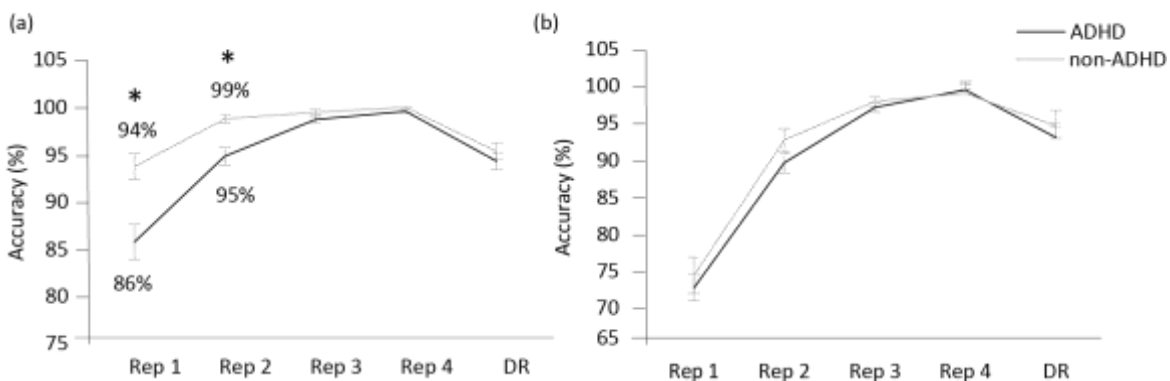 (a)
Accuracy (%)
105
100
95
90
85
80
75
*
94%
*
99%
95%
86%
Rep 1 Rep 2 Rep 3 Rep 4 DR
(b)
ADHD
non-ADHD
Accuracy (%)
105
100
95
90
85
80
75
70
65
Rep 1 Rep 2 Rep 3 Rep 4 DR